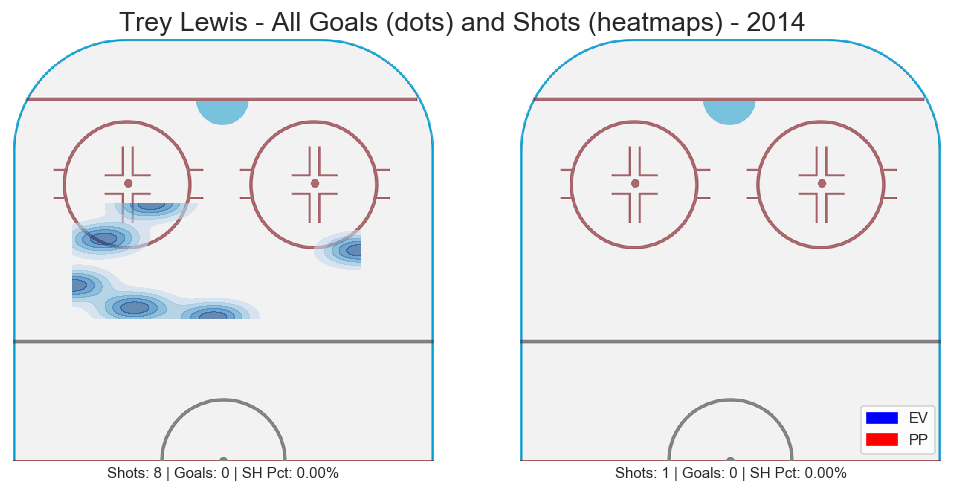 Trey Lewis - All Goals (dots) and Shots (heatmaps) - 2014
EV
PP
Shots: 8 | Goals: 0 | SH Pct: 0.00%
Shots: 1 | Goals: 0 | SH Pct: 0.00%